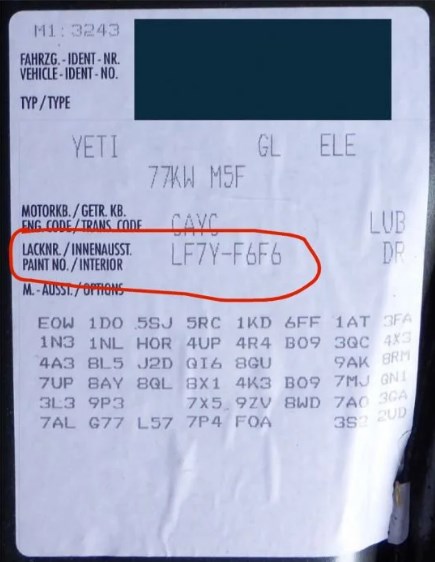 M1:3243
FAHRZG.-IDENT-NR.
VEHICLE-IDENT-NO.
TYP/TYPE
YETI GL ELE
77KW M5F
MOTORKB./GETR.KB.
ENG.CODE/TRANS.CODE CAYC LUB
LACKNR./INNENAUSST.
PAINT NO./INTERIOR LF7Y-F6F6 DR
M.-AUSST./OPTIONS
E0W 1D0 5SJ 5RC 1KD 6FF 1AT 3FA
1N3 1NL H0R 4UP 4R4 B09 3QC 4X3
4A3 8L5 J2D QI6 8GU 9AK 8RM
7UP 8AY 8QL 8X1 4K3 B09 7MJ GN1
3L3 9P3 7X5 9ZV 8WD 7A0 3GA
7AL G77 L57 7P4 F0A 3S2 2UD